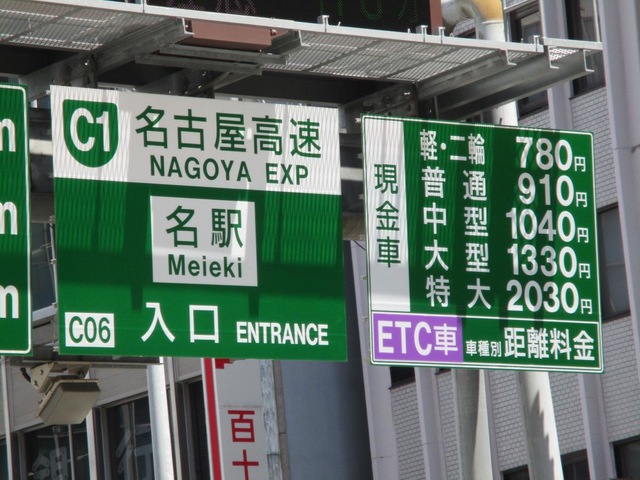 C1
名古屋高速
NAGOYA EXP
名駅
Meieki
C06
入口 ENTRANCE
現金車
軽・二輪 780円
普通 910円
中型 1040円
大型 1330円
特大 2030円
ETC車 車種別 距離料金
m
m
m
百十